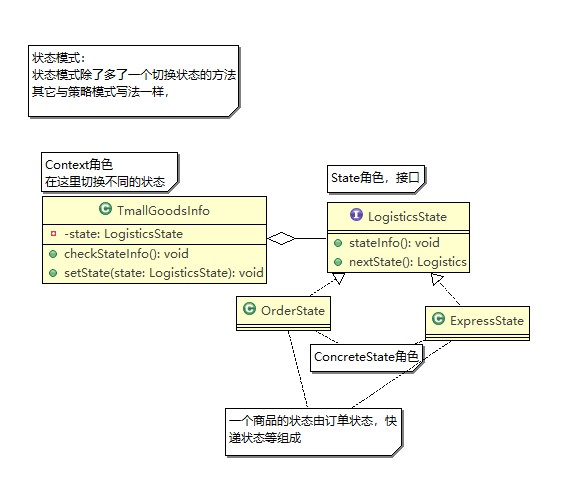 状态模式：
状态模式除了多了一个切换状态的方法
其它与策略模式写法一样，
Context角色
在这里切换不同的状态
State角色，接口
C TmallGoodsInfo
-state: LogisticsState
checkStateInfo(): void
setState(state: LogisticsState): void
I LogisticsState
stateInfo(): void
nextState(): Logistics
C OrderState
C ExpressState
ConcreteState角色
一个商品的状态由订单状态，快
递状态等组成